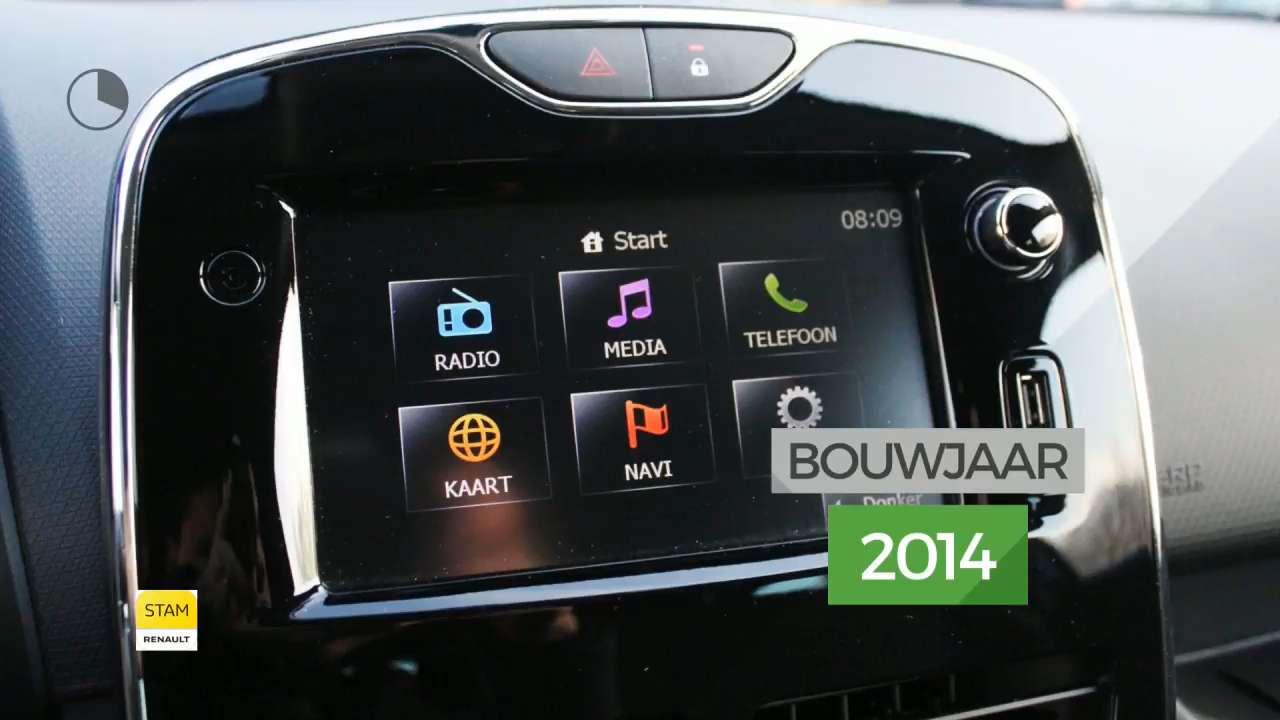 08:09
Start
RADIO
MEDIA
TELEFOON
KAART
NAVI
BOUWJAAR
Donker
2014
STAM
RENAULT